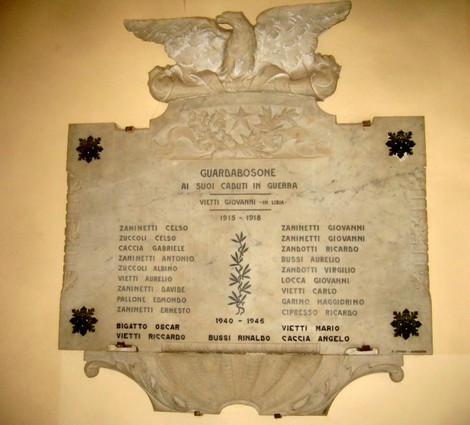 GUARDABOSONE
AI SUOI CADUTI IN GUERRA
VIETTI GIOVANNI - IN LIBIA -
1915 - 1918
ZANINETTI CELSO
ZUCCOLI CELSO
CACCIA GABRIELE
ZANINETTI ANTONIO
ZUCCOLI ALBINO
VIETTI AURELIO
ZANINETTI DAVIDE
PALLONE EDMONDO
ZANINETTI ERNESTO
ZANINETTI GIOVANNI
ZANINETTI GIOVANNI
ZANDOTTI RICARDO
BUSSI AURELIO
ZANDOTTI VIRGILIO
LOCCA GIOVANNI
VIETTI CARLO
GARINO MAGGIORINO
CIPRESSO RICARDO
1940 - 1945
BIGATTO OSCAR VIETTI MARIO
VIETTI RICCARDO BUSSI RINALDO CACCIA ANGELO